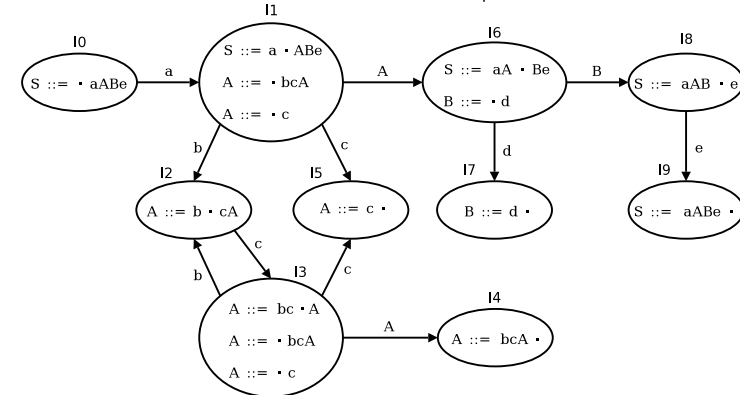 I0
S ::= · aABe
a
I1
S ::= a · ABe
A ::= · bcA
A ::= · c
A
I6
S ::= aA · Be
B ::= · d
B
I8
S ::= aAB · e
b
c
d
e
I2
A ::= b · cA
I5
A ::= c ·
I7
B ::= d ·
I9
S ::= aABe ·
b
c
c
I3
A ::= bc · A
A ::= · bcA
A ::= · c
A
I4
A ::= bcA ·